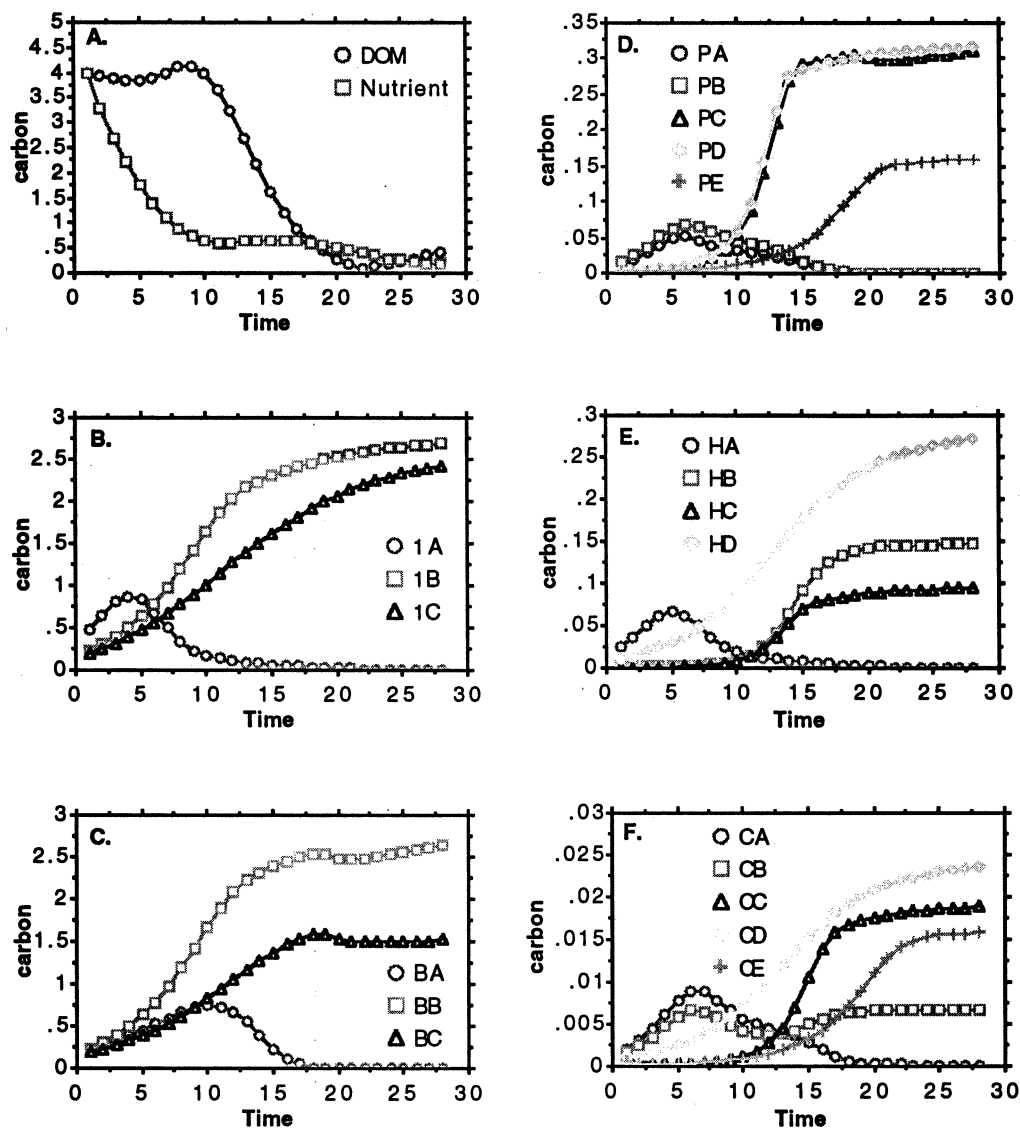 A.
DOM
Nutrient
carbon
5
4.5
4
3.5
3
2.5
2
1.5
1
.5
0
0 5 10 15 20 25 30
Time
D.
PA
PB
PC
PD
PE
carbon
.35
.3
.25
.2
.15
.1
.05
0
0 5 10 15 20 25 30
Time
B.
1A
1B
1C
carbon
3
2.5
2
1.5
1
.5
0
0 5 10 15 20 25 30
Time
E.
HA
HB
HC
HD
carbon
.3
.25
.2
.15
.1
.05
0
0 5 10 15 20 25 30
Time
C.
BA
BB
BC
carbon
3
2.5
2
1.5
1
.5
0
0 5 10 15 20 25 30
Time
F.
CA
CB
CC
CD
CE
carbon
.03
.025
.02
.015
.01
.005
0
0 5 10 15 20 25 30
Time